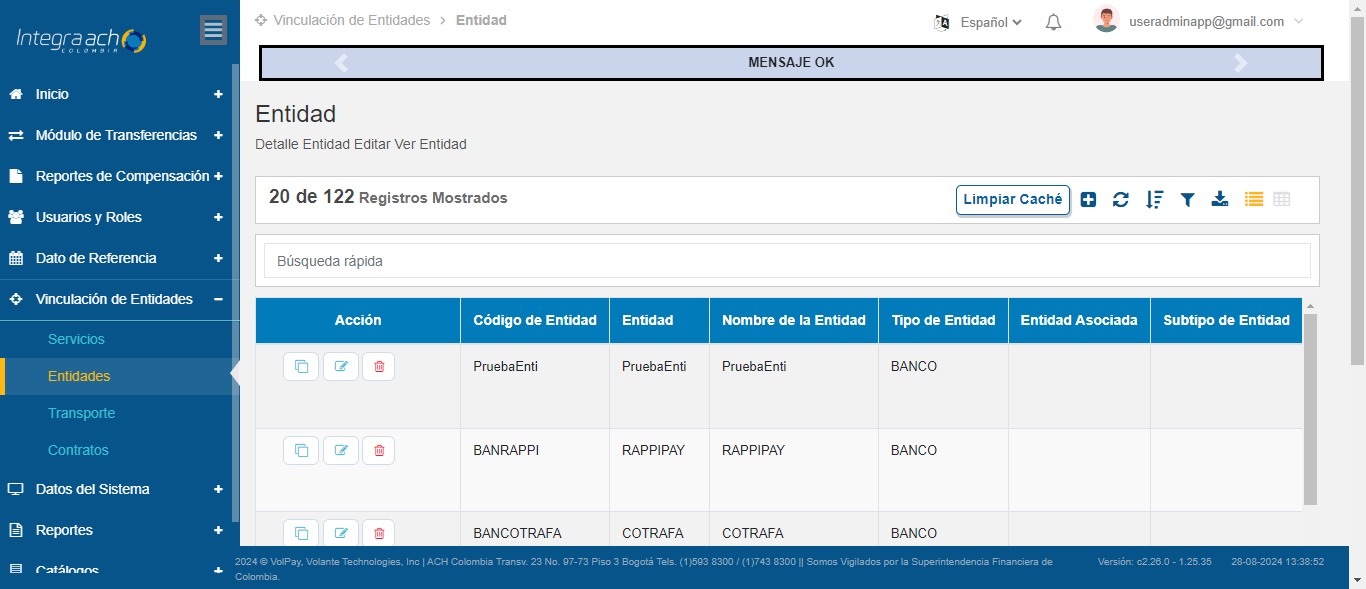 Integra ach
COLOMBIA
Vinculación de Entidades > Entidad
Español
useradminapp@gmail.com
MENSAJE OK
Inicio +
Módulo de Transferencias +
Reportes de Compensación +
Usuarios y Roles +
Dato de Referencia +
Vinculación de Entidades −
Servicios
Entidades
Transporte
Contratos
Datos del Sistema +
Reportes +
Catálogos +
Entidad
Detalle Entidad Editar Ver Entidad
20 de 122 Registros Mostrados
Limpiar Caché
Búsqueda rápida
Acción Código de Entidad Entidad Nombre de la Entidad Tipo de Entidad Entidad Asociada Subtipo de Entidad
PruebaEnti PruebaEnti PruebaEnti BANCO
BANRAPPI RAPPIPAY RAPPIPAY BANCO
BANCOTRAFA COTRAFA COTRAFA BANCO
2024 © VolPay, Volante Technologies, Inc | ACH Colombia Transv. 23 No. 97-73 Piso 3 Bogotá Tels. (1)593 8300 / (1)743 8300 || Somos Vigilados por la Superintendencia Financiera de
Colombia.
Versión: c2.26.0 - 1.25.35 28-08-2024 13:38:52